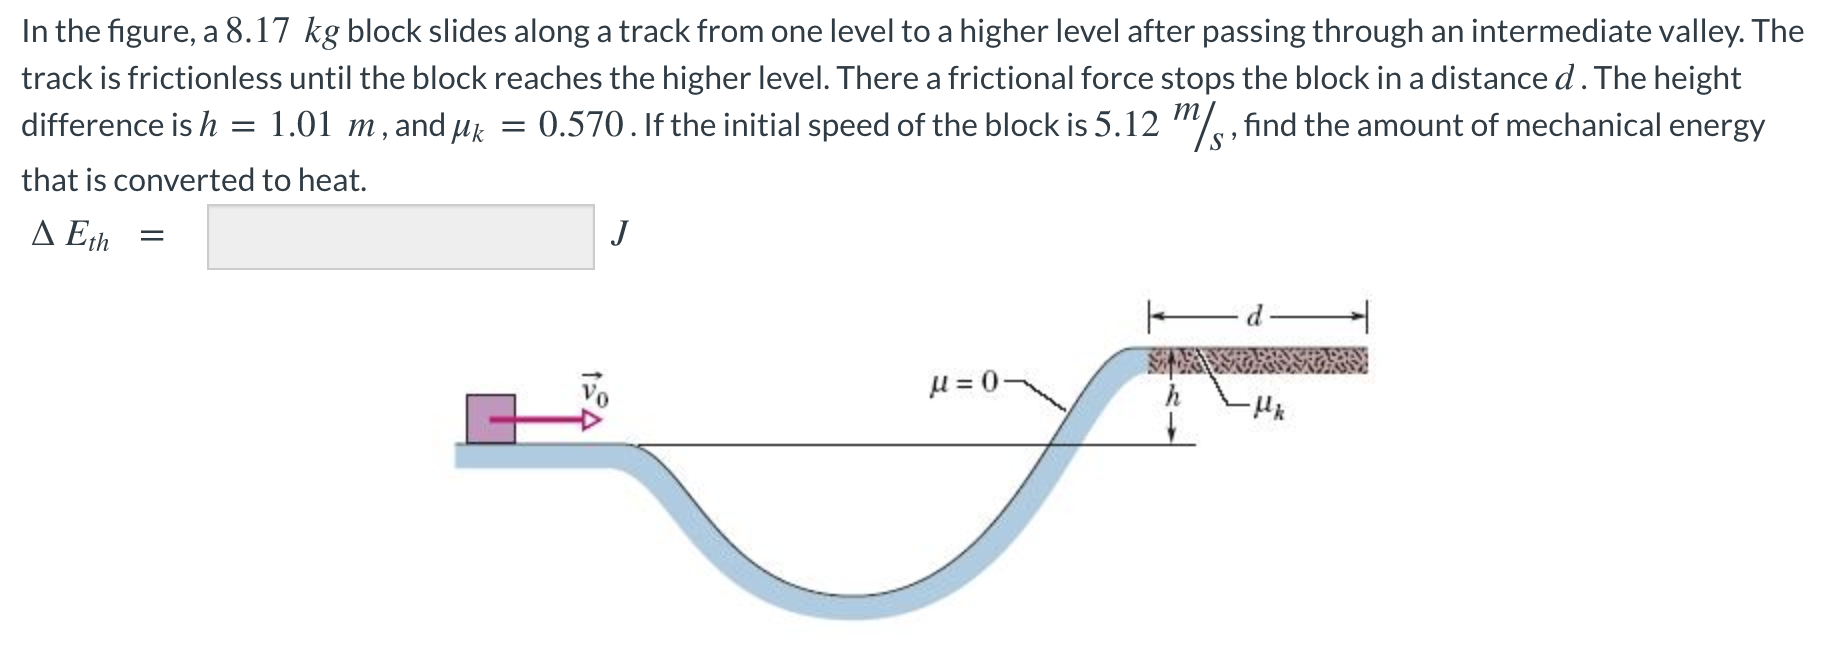 In the figure, a 8.17 kg block slides along a track from one level to a higher level after passing through an intermediate valley. The
track is frictionless until the block reaches the higher level. There a frictional force stops the block in a distance d . The height
difference is h = 1.01 m , and μk = 0.570 . If the initial speed of the block is 5.12 m/s , find the amount of mechanical energy
that is converted to heat.
Δ Eth = J
d
v⃗0
μ = 0
h
μk